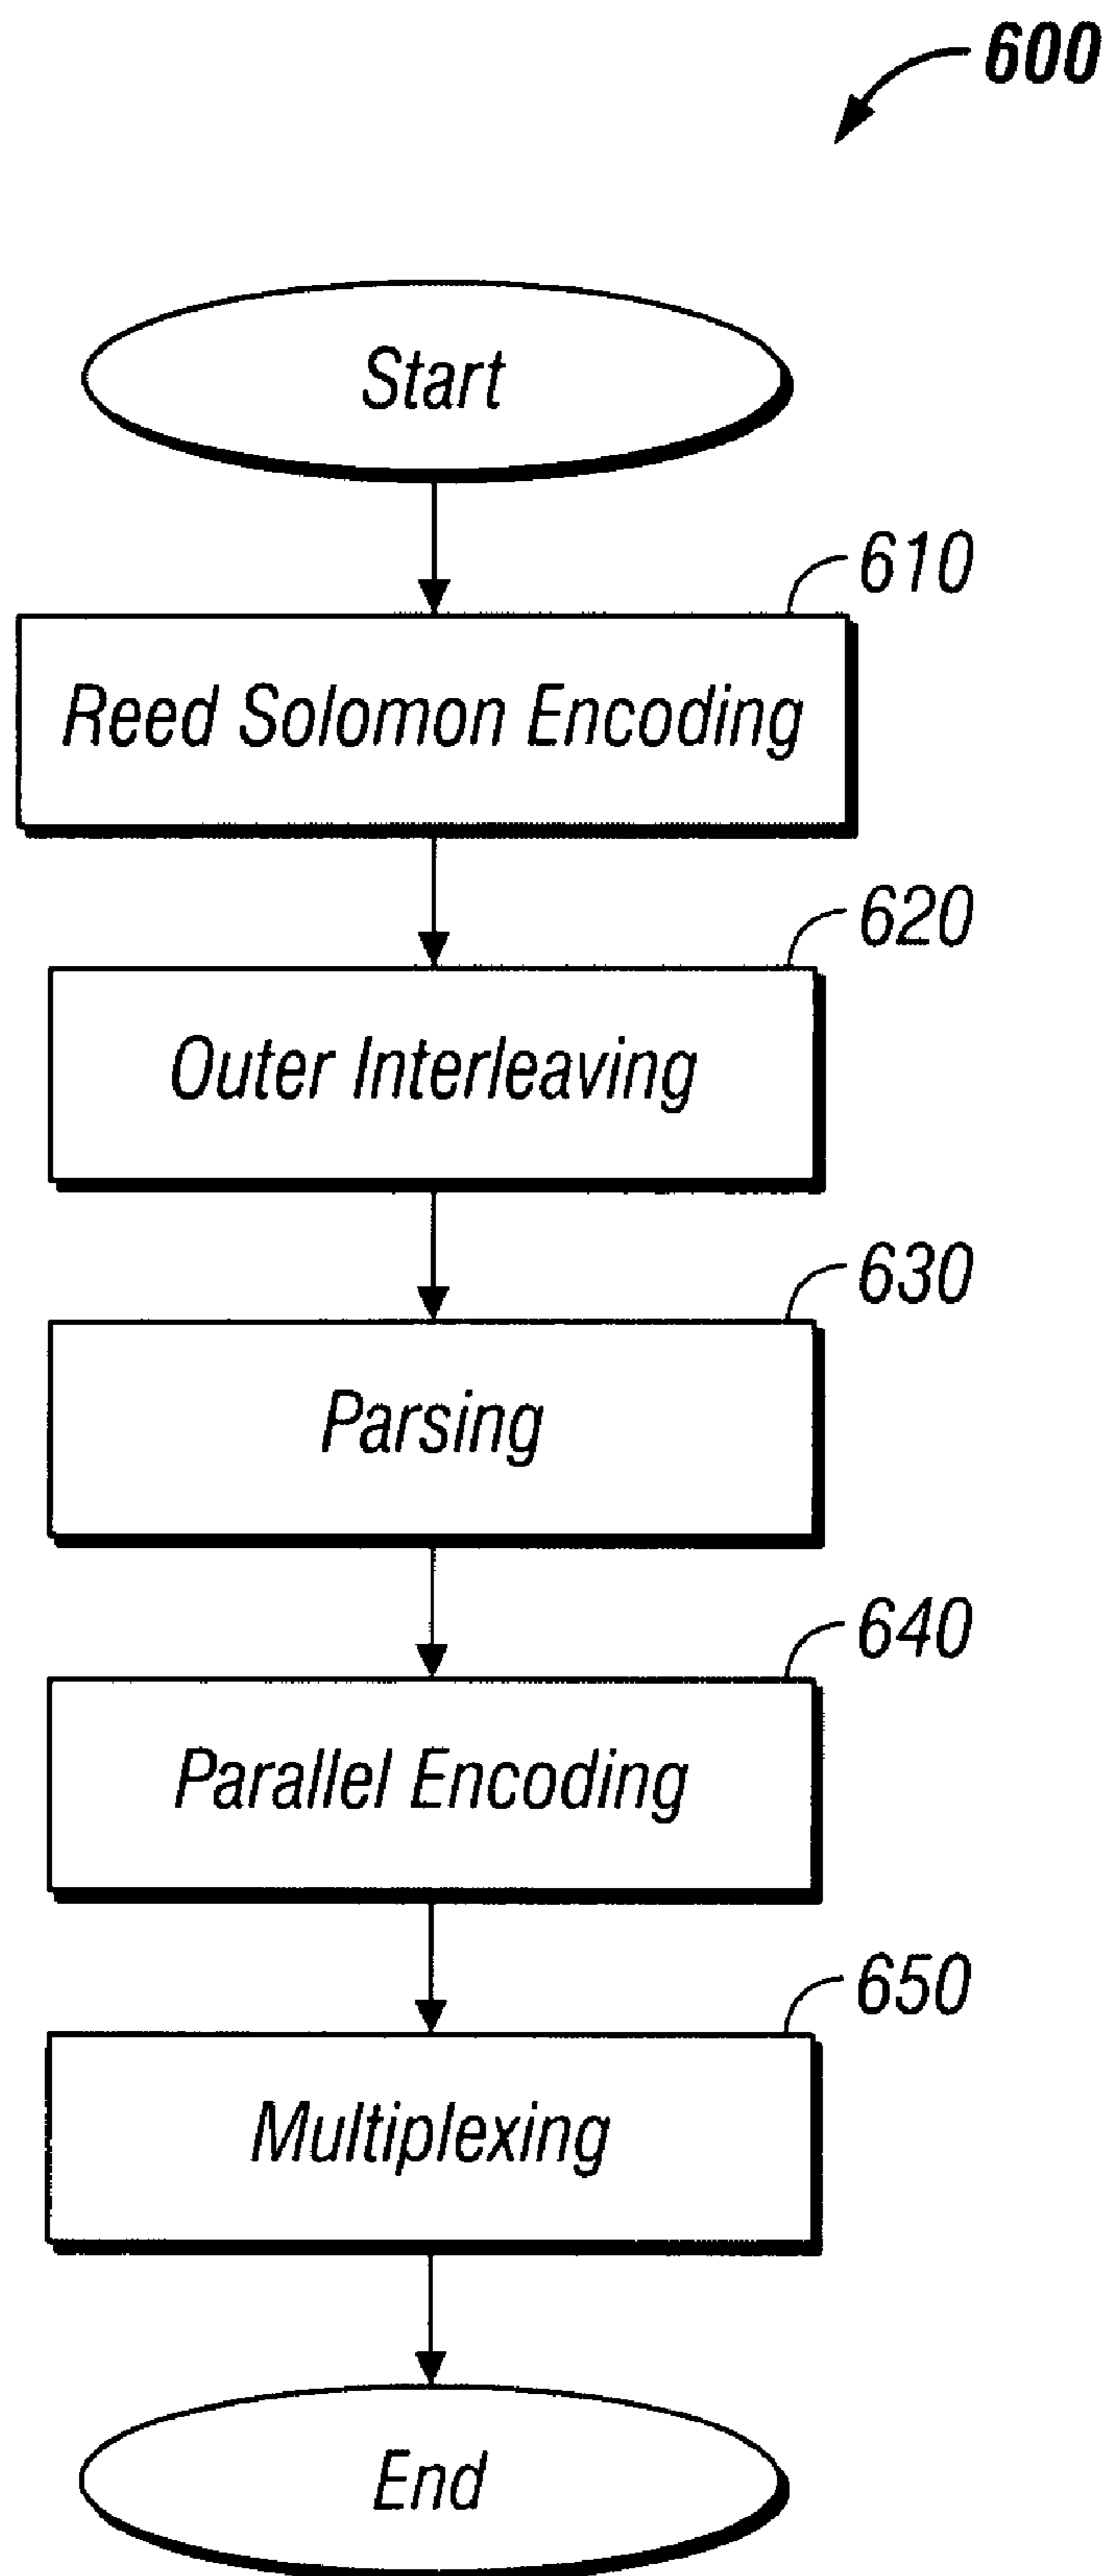 600
Start
610
Reed Solomon Encoding
620
Outer Interleaving
630
Parsing
640
Parallel Encoding
650
Multiplexing
End